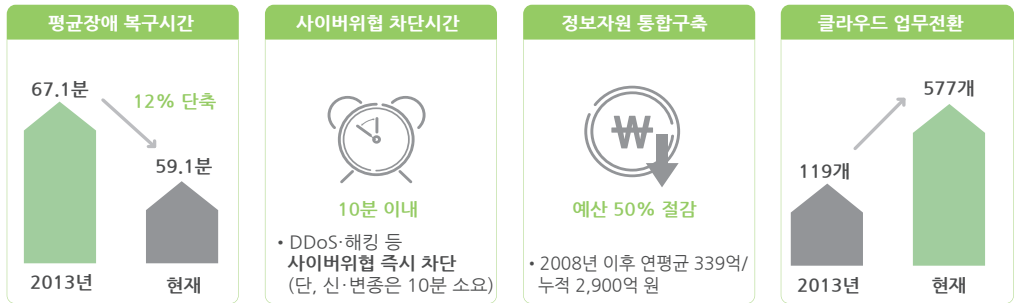 평균장애 복구시간
67.1분
12% 단축
59.1분
2013년
현재
사이버위협 차단시간
10분 이내
• DDoS·해킹 등
사이버위협 즉시 차단
(단, 신·변종은 10분 소요)
정보자원 통합구축
₩
예산 50% 절감
• 2008년 이후 연평균 339억/
누적 2,900억 원
클라우드 업무전환
577개
119개
2013년
현재